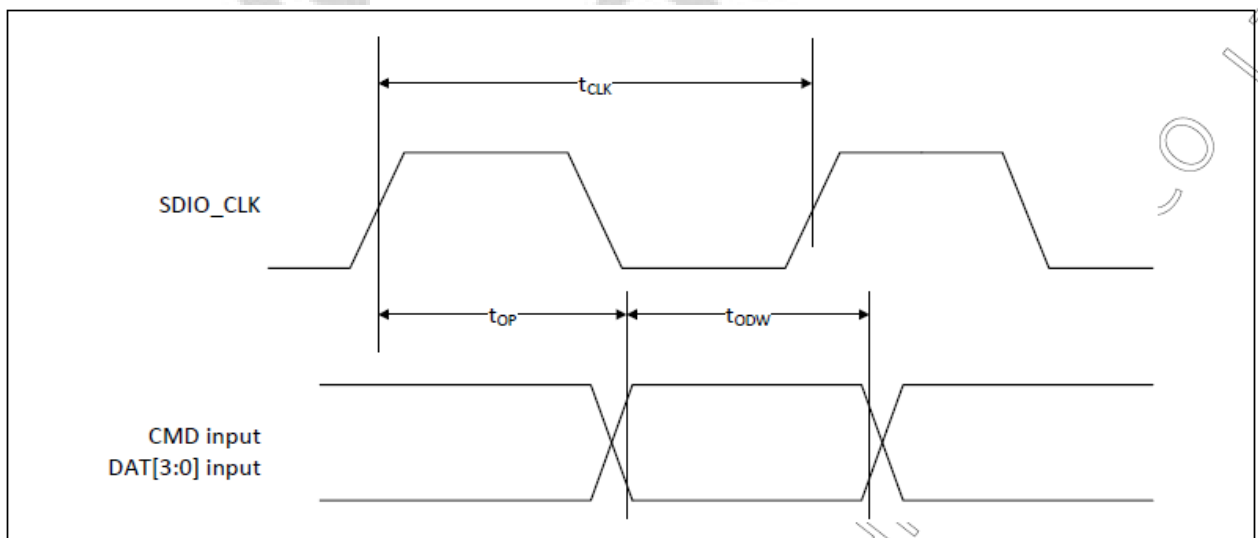 tCLK
SDIO_CLK
tOP
tODW
CMD input
DAT[3:0] input